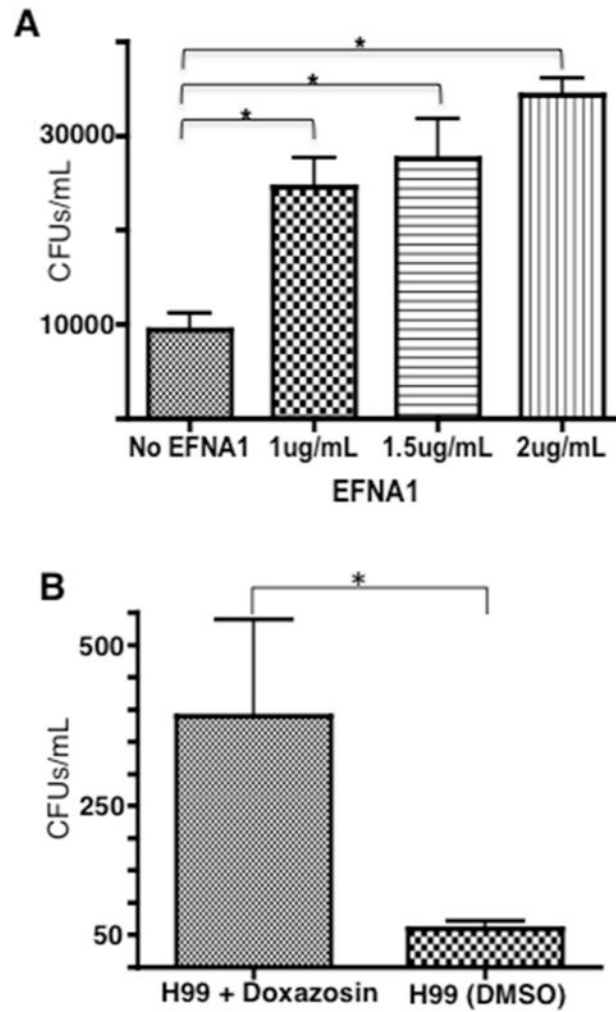 A
*
*
*
30000
10000
CFUs/mL
No EFNA1 1ug/mL 1.5ug/mL 2ug/mL
EFNA1
B
*
500
250
50
CFUs/mL
H99 + Doxazosin H99 (DMSO)